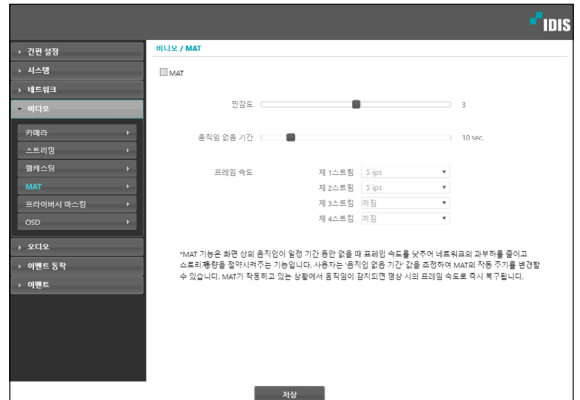 IDIS
간편 설정
시스템
네트워크
비디오
카메라
스트리밍
웹캐스팅
MAT
프라이버시 마스킹
OSD
오디오
이벤트 동작
이벤트
비디오 / MAT
MAT
민감도 3
움직임 없음 기간 10 sec.
프레임 속도 제 1스트림 5 ips
제 2스트림 5 ips
제 3스트림 꺼짐
제 4스트림 꺼짐
*MAT 기능은 화면 상의 움직임이 일정 기간 동안 없을 때 프레임 속도를 낮추어 네트워크의 과부하를 줄이고
스토리지 용량을 절약시켜주는 기능입니다. 사용자는 '움직임 없음 기간' 값을 조정하여 MAT의 작동 주기를 변경할
수 있습니다. MAT가 작동하고 있는 상황에서 움직임이 감지되면 평상 시의 프레임 속도로 즉시 복구됩니다.
저장